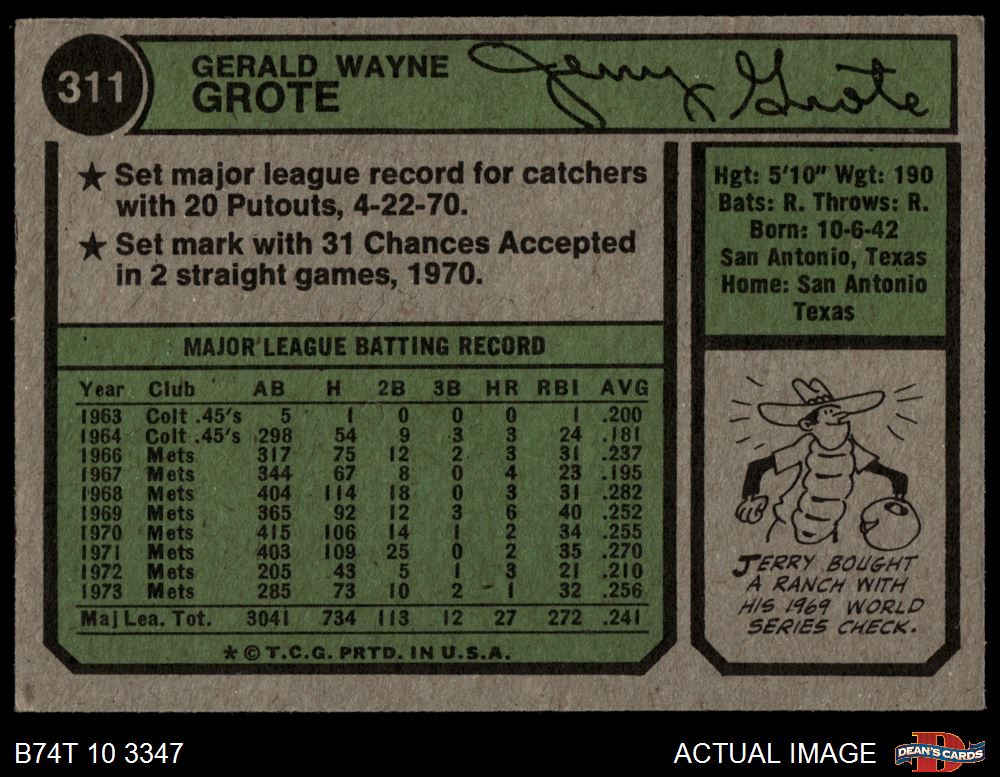 311
GERALD WAYNE
GROTE
Jerry Grote
★ Set major league record for catchers
with 20 Putouts, 4-22-70.
★ Set mark with 31 Chances Accepted
in 2 straight games, 1970.
MAJOR LEAGUE BATTING RECORD
Year Club AB H 2B 3B HR RBI AVG
1963 Colt .45's 5 1 0 0 0 1 .200
1964 Colt .45's 298 54 9 3 3 24 .181
1966 Mets 317 75 12 2 3 31 .237
1967 Mets 344 67 8 0 4 23 .195
1968 Mets 404 114 18 0 3 31 .282
1969 Mets 365 92 12 3 6 40 .252
1970 Mets 415 106 14 1 2 34 .255
1971 Mets 403 109 25 0 2 35 .270
1972 Mets 205 43 5 1 3 21 .210
1973 Mets 285 73 10 2 1 32 .256
Maj Lea. Tot. 3041 734 113 12 27 272 .241
* © T.C.G. PRTD. IN U.S.A.
Hgt: 5'10" Wgt: 190
Bats: R. Throws: R.
Born: 10-6-42
San Antonio, Texas
Home: San Antonio
Texas
JERRY BOUGHT
A RANCH WITH
HIS 1969 WORLD
SERIES CHECK.
B74T 10 3347
ACTUAL IMAGE
D
DEAN'S CARDS